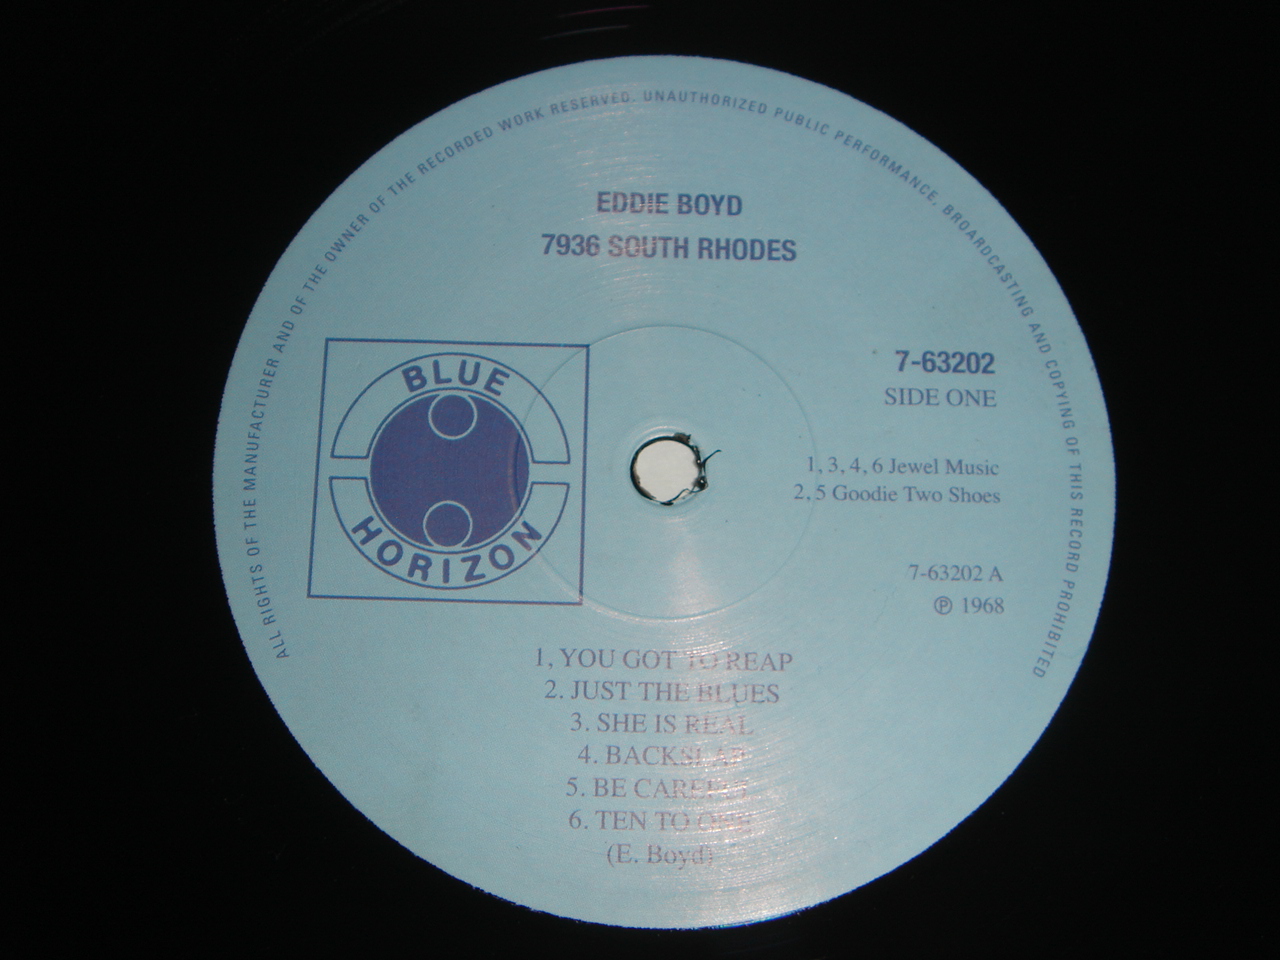 ALL RIGHTS OF THE MANUFACTURER AND OF THE OWNER OF THE RECORDED WORK RESERVED. UNAUTHORIZED PUBLIC PERFORMANCE, BROARDCASTING AND COPYING OF THIS RECORD PROHIBITED
EDDIE BOYD
7936 SOUTH RHODES
BLUE
HORIZON
7-63202
SIDE ONE
1, 3, 4, 6 Jewel Music
2, 5 Goodie Two Shoes
7-63202 A
℗ 1968
1, YOU GOT TO REAP
2. JUST THE BLUES
3. SHE IS REAL
4. BACKSLAP
5. BE
6. TEN TO ONE
(E. Boyd)